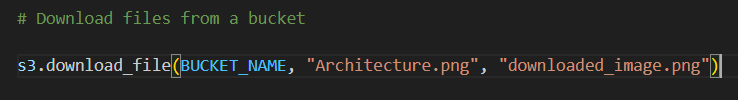 # Download files from a bucket
s3.download_file(BUCKET_NAME, "Architecture.png", "downloaded_image.png")